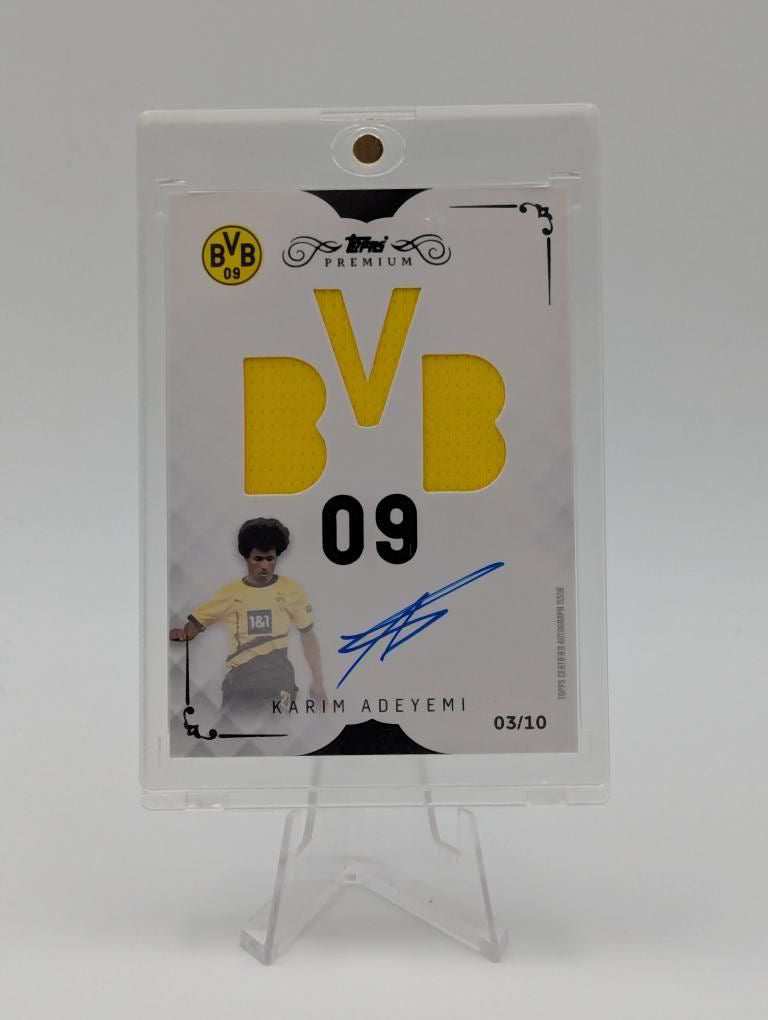 BVB
09
Topps
PREMIUM
BVB
09
1&1
KARIM ADEYEMI
03/10
TOPPS CERTIFIED AUTOGRAPH ISSUE